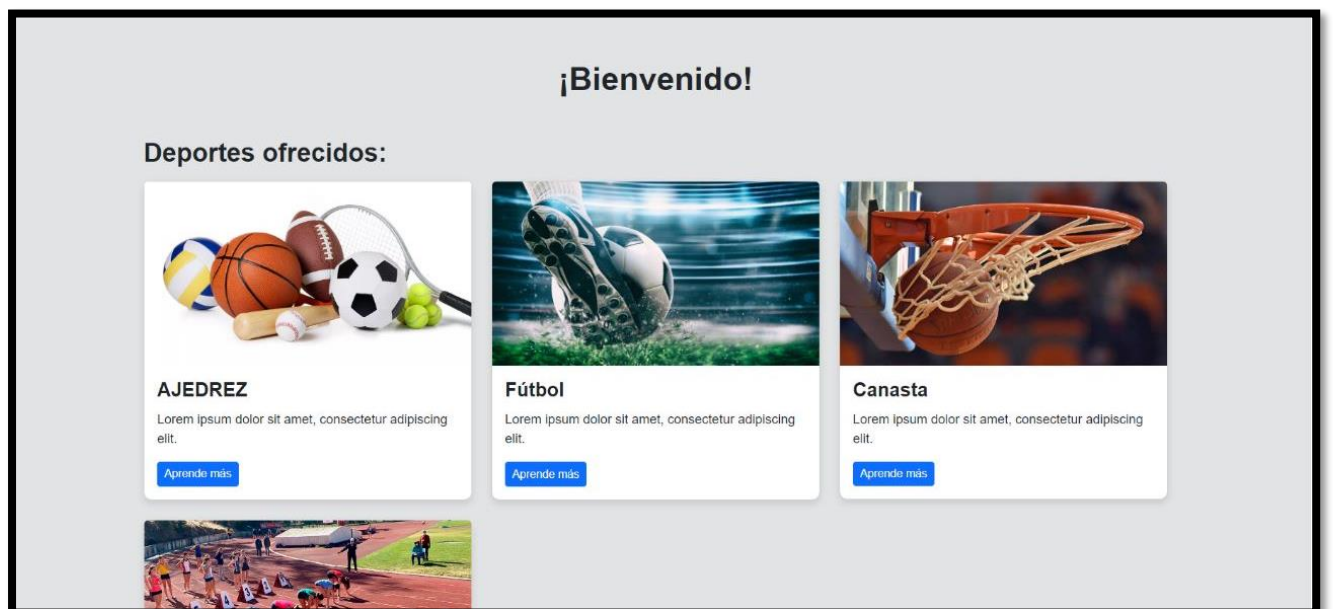 ¡Bienvenido!
Deportes ofrecidos:
AJEDREZ
Lorem ipsum dolor sit amet, consectetur adipiscing
elit.
Aprende más
Fútbol
Lorem ipsum dolor sit amet, consectetur adipiscing
elit.
Aprende más
Canasta
Lorem ipsum dolor sit amet, consectetur adipiscing
elit.
Aprende más